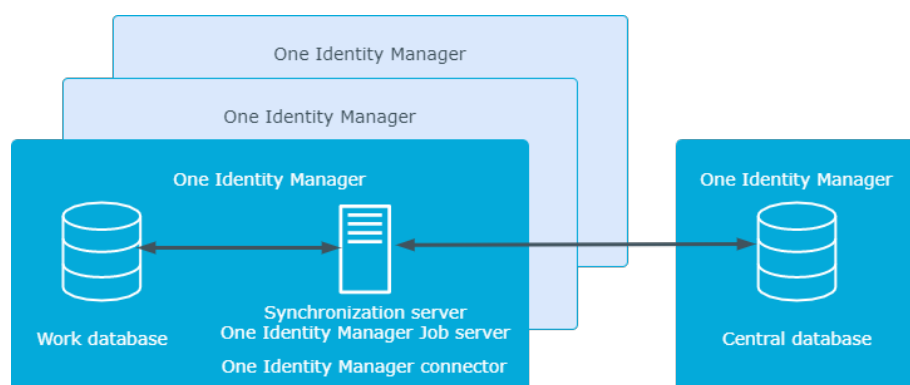 One Identity Manager
One Identity Manager
One Identity Manager
One Identity Manager
Work database
Synchronization server
One Identity Manager Job server
One Identity Manager connector
Central database